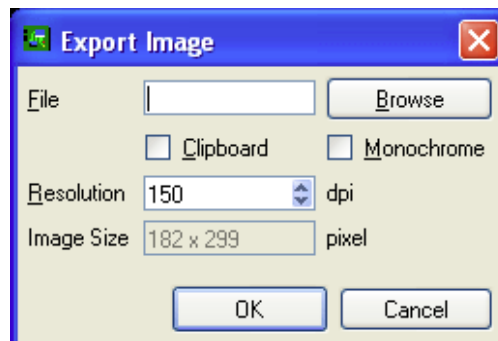 Export Image
File Browse
Clipboard Monochrome
Resolution 150 dpi
Image Size 182 x 299 pixel
OK Cancel